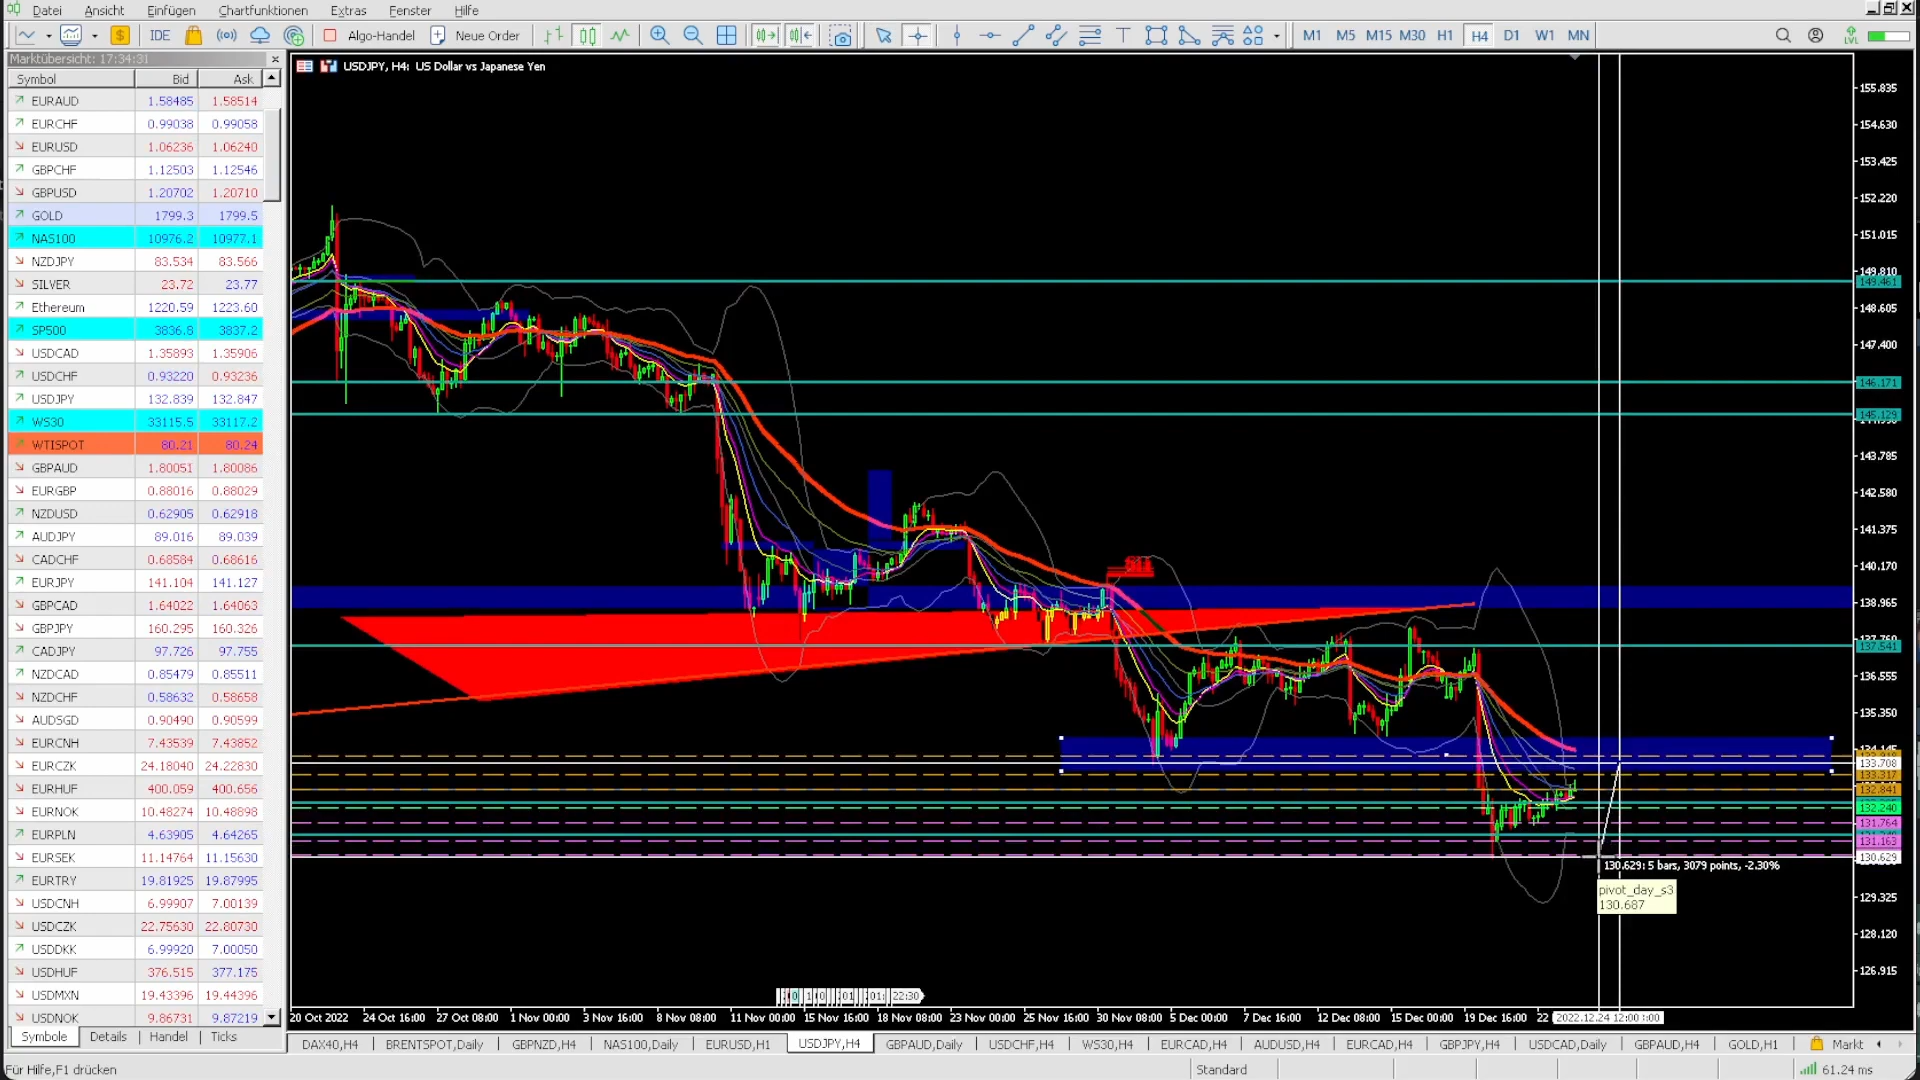 Datei Ansicht Einfügen Chartfunktionen Extras Fenster Hilfe
IDE Algo-Handel Neue Order M1 M5 M15 M30 H1 H4 D1 W1 MN
Marktübersicht: 17:34:31
Symbol Bid Ask
EURAUD 1.58485 1.58514
EURCHF 0.99038 0.99058
EURUSD 1.06236 1.06240
GBPCHF 1.12503 1.12546
GBPUSD 1.20702 1.20710
GOLD 1799.3 1799.5
NAS100 10976.2 10977.1
NZDJPY 83.534 83.566
SILVER 23.72 23.77
Ethereum 1220.59 1223.60
SP500 3836.8 3837.2
USDCAD 1.35893 1.35906
USDCHF 0.93220 0.93236
USDJPY 132.839 132.847
WS30 33115.5 33117.2
WTISPOT 80.21 80.24
GBPAUD 1.80051 1.80086
EURGBP 0.88016 0.88029
NZDUSD 0.62905 0.62918
AUDJPY 89.016 89.039
CADCHF 0.68584 0.68616
EURJPY 141.104 141.127
GBPCAD 1.64022 1.64063
GBPJPY 160.295 160.326
CADJPY 97.726 97.755
NZDCAD 0.85479 0.85511
NZDCHF 0.58632 0.58658
AUDSGD 0.90490 0.90599
EURCNH 7.43539 7.43852
EURCZK 24.18040 24.22830
EURHUF 400.059 400.656
EURNOK 10.48274 10.48898
EURPLN 4.63905 4.64265
EURSEK 11.14764 11.15630
EURTRY 19.81925 19.87995
USDCNH 6.99907 7.00139
USDCZK 22.75630 22.80730
USDDKK 6.99920 7.00050
USDHUF 376.515 377.175
USDMXN 19.43396 19.44396
USDNOK 9.86731 9.87219
Symbole Details Handel Ticks
USDJPY, H4: US Dollar vs Japanese Yen
155.835
154.630
153.425
152.220
151.015
149.810
149.461
148.605
147.400
146.171
145.129
143.785
142.580
141.375
140.170
138.965
137.541
136.555
135.350
134.145
133.708
133.317
132.841
132.240
131.764
131.163
130.629
129.325
128.120
126.915
130.629: 5 bars, 3079 points, -2.30%
pivot_day_s3
130.687
22:30
20 Oct 2022 24 Oct 16:00 27 Oct 08:00 1 Nov 00:00 3 Nov 16:00 8 Nov 08:00 11 Nov 00:00 15 Nov 16:00 18 Nov 08:00 23 Nov 00:00 25 Nov 16:00 30 Nov 08:00 5 Dec 00:00 7 Dec 16:00 12 Dec 08:00 15 Dec 00:00 19 Dec 16:00 22 2022.12.24 12:00
DAX40,H4 BRENTSPOT,Daily GBPNZD,H4 NAS100,Daily EURUSD,H1 USDJPY,H4 GBPAUD,Daily USDCHF,H4 WS30,H4 EURCAD,H4 AUDUSD,H4 EURCAD,H4 GBPJPY,H4 USDCAD,Daily GBPAUD,H4 GOLD,H1 Markt
Für Hilfe,F1 drücken Standard 61.24 ms